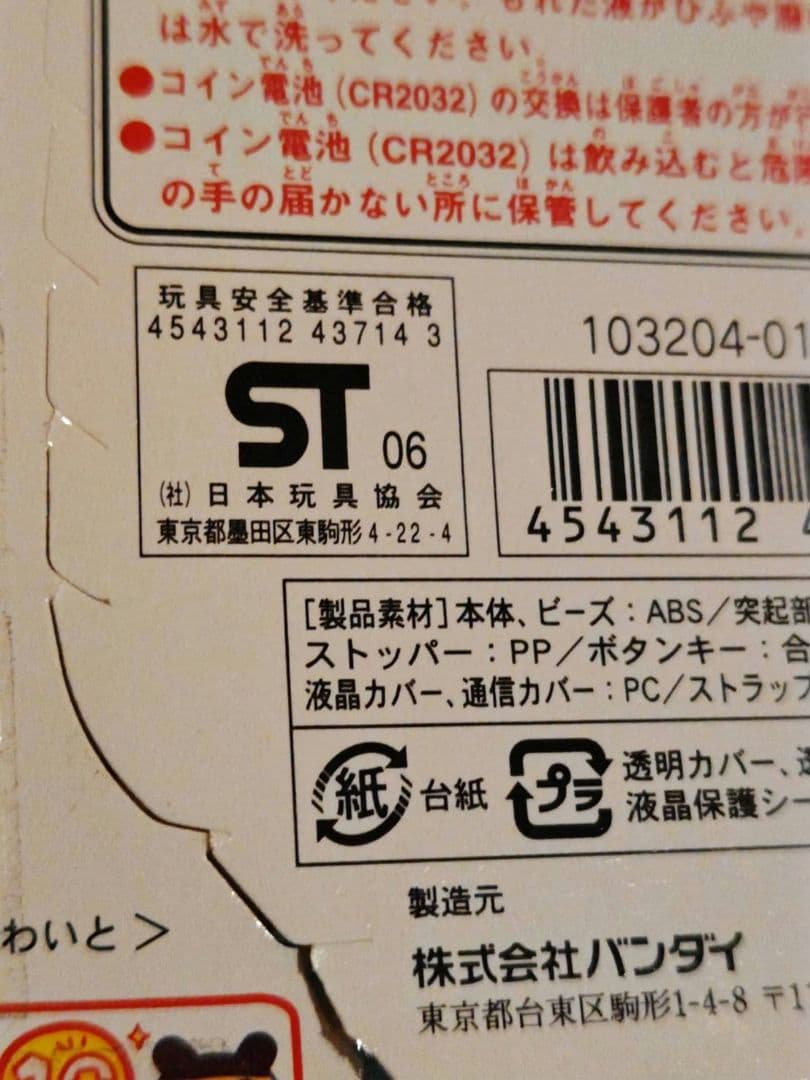 は水で洗ってください。
●コイン電池(CR2032)の交換は保護者の方が
●コイン電池(CR2032)は飲み込むと危険
の手の届かない所に保管してください。
玩具安全基準合格
4543112 43714 3
ST 06
(社)日本玩具協会
東京都墨田区東駒形4-22-4
103204-01
4543112 4
[製品素材]本体、ビーズ:ABS/突起部
ストッパー:PP/ボタンキー:合
液晶カバー、通信カバー:PC/ストラップ
紙 台紙
プラ 透明カバー、
液晶保護シー
製造元
株式会社バンダイ
東京都台東区駒形1-4-8 〒11
わいと>